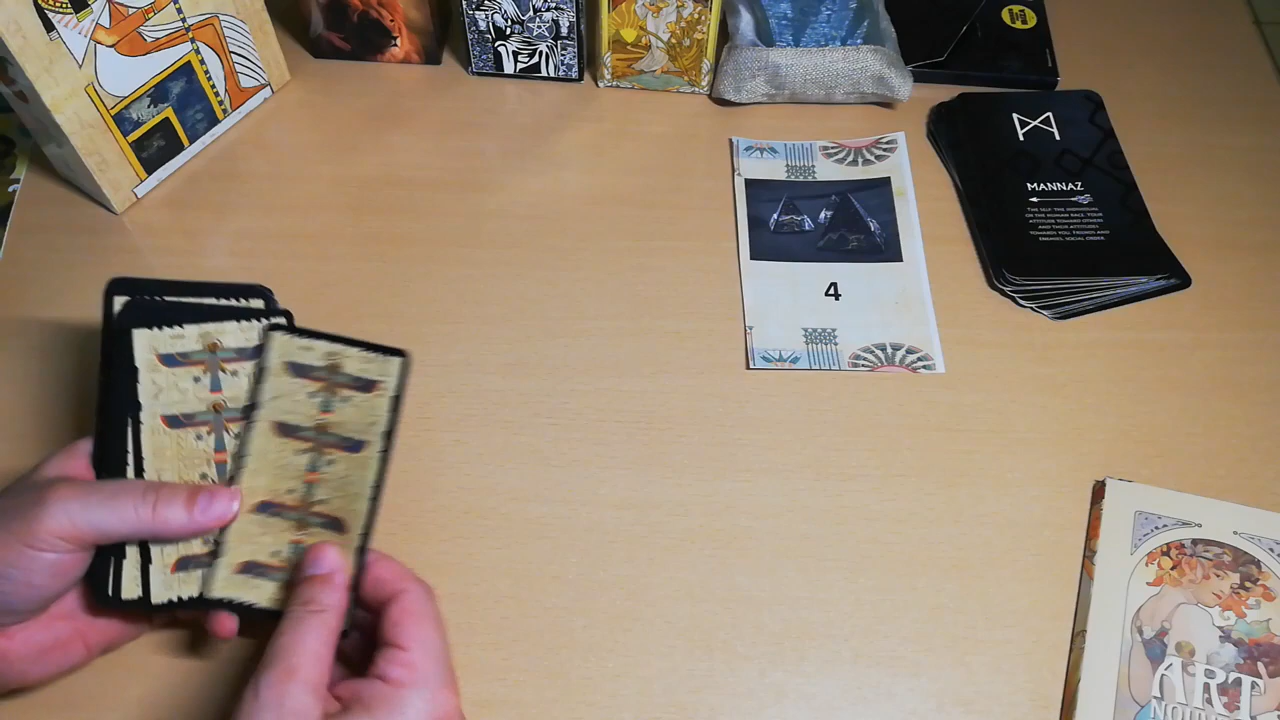 MANNAZ
THE SELF. THE INDIVIDUAL
OR THE HUMAN RACE. YOUR
ATTITUDE TOWARD OTHERS
AND THEIR ATTITUDES
TOWARDS YOU. FRIENDS AND
ENEMIES, SOCIAL ORDER.
4
ART